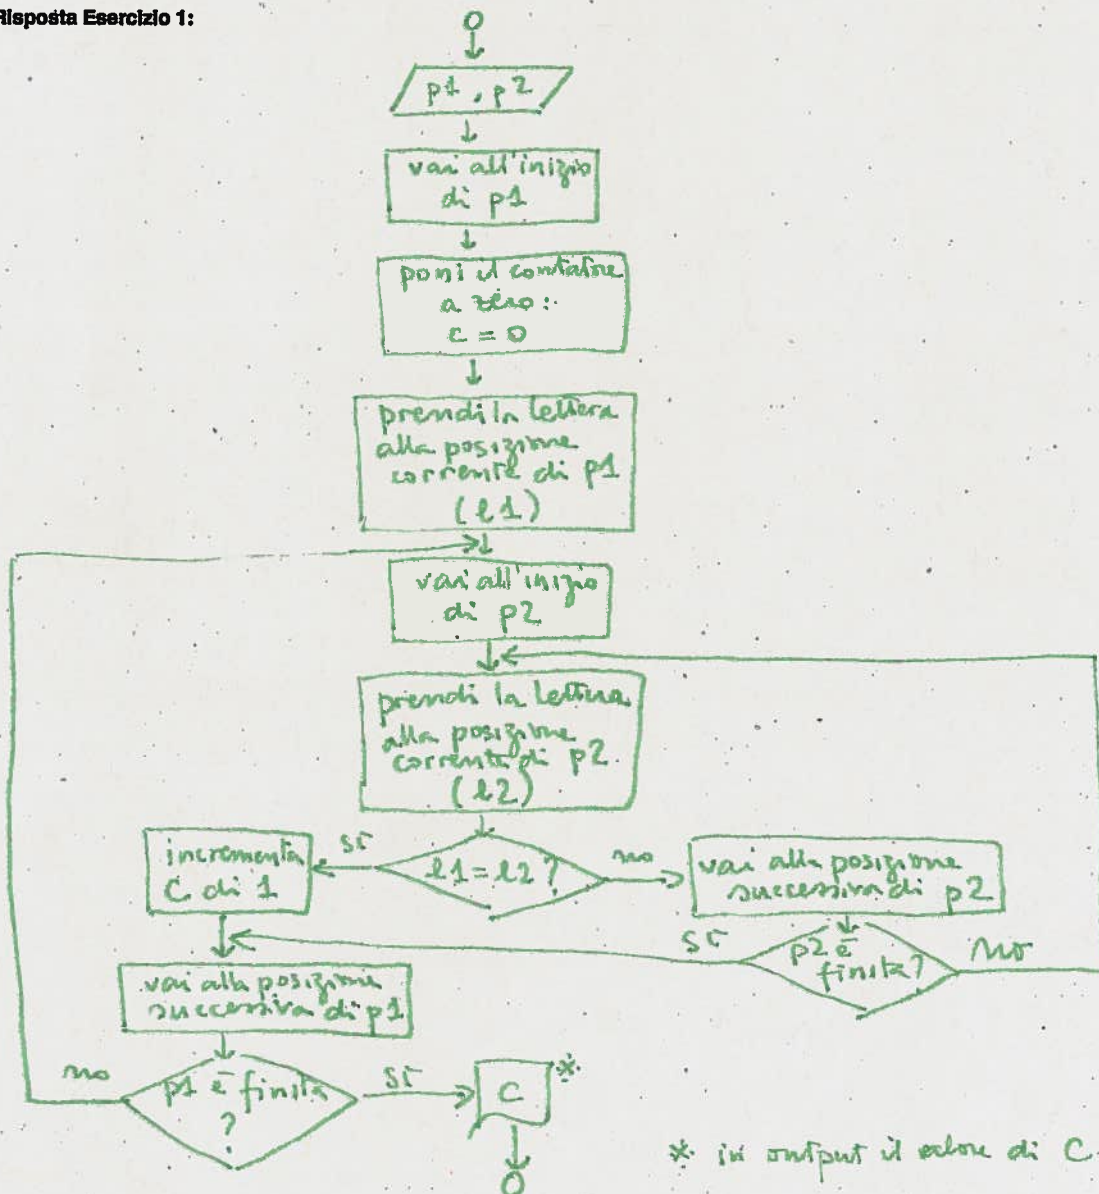 Risposta Esercizio 1:
p1, p2
vai all'inizio
di p1
poni il contatore
a zero:
c = 0
prendi la lettera
alla posizione
corrente di p1
(l1)
vai all'inizio
di p2
prendi la lettera
alla posizione
corrente di p2
(l2)
incrementa
C di 1
sì
l1 = l2 ?
no
vai alla posizione
successiva di p2
sì
p2 è
finita?
no
vai alla posizione
successiva di p1
no
p1 è finita
?
sì
C *
* in output il valore di C.